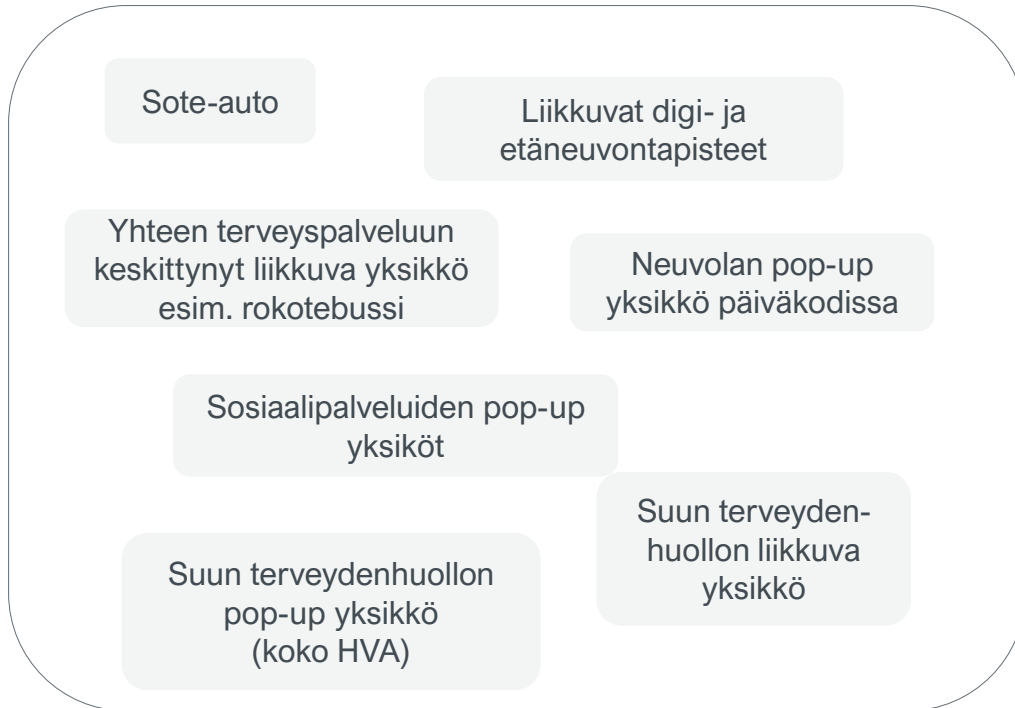 Sote-auto
Liikkuvat digi- ja
etäneuvontapisteet
Yhteen terveyspalveluun
keskittynyt liikkuva yksikkö
esim. rokotebussi
Neuvolan pop-up
yksikkö päiväkodissa
Sosiaalipalveluiden pop-up
yksiköt
Suun terveyden-
huollon liikkuva
yksikkö
Suun terveydenhuollon
pop-up yksikkö
(koko HVA)